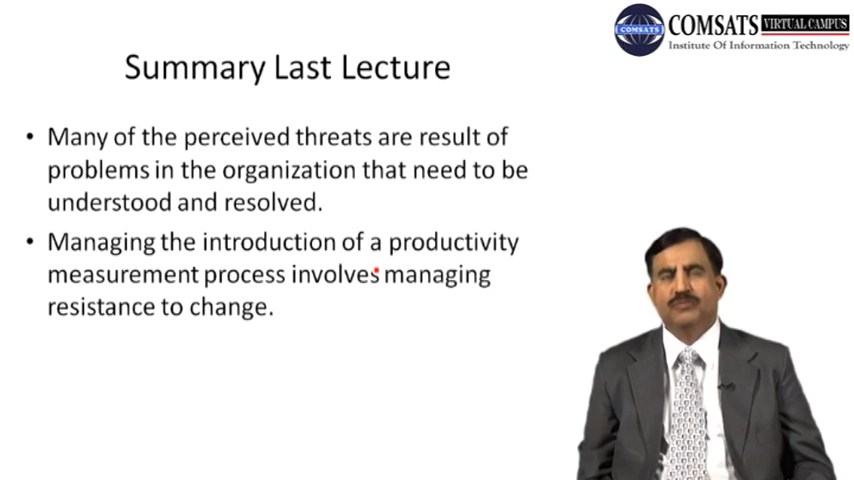 COMSATS
COMSATS VIRTUAL CAMPUS
Institute Of Information Technology
Summary Last Lecture
• Many of the perceived threats are result of
problems in the organization that need to be
understood and resolved.
• Managing the introduction of a productivity
measurement process involves managing
resistance to change.